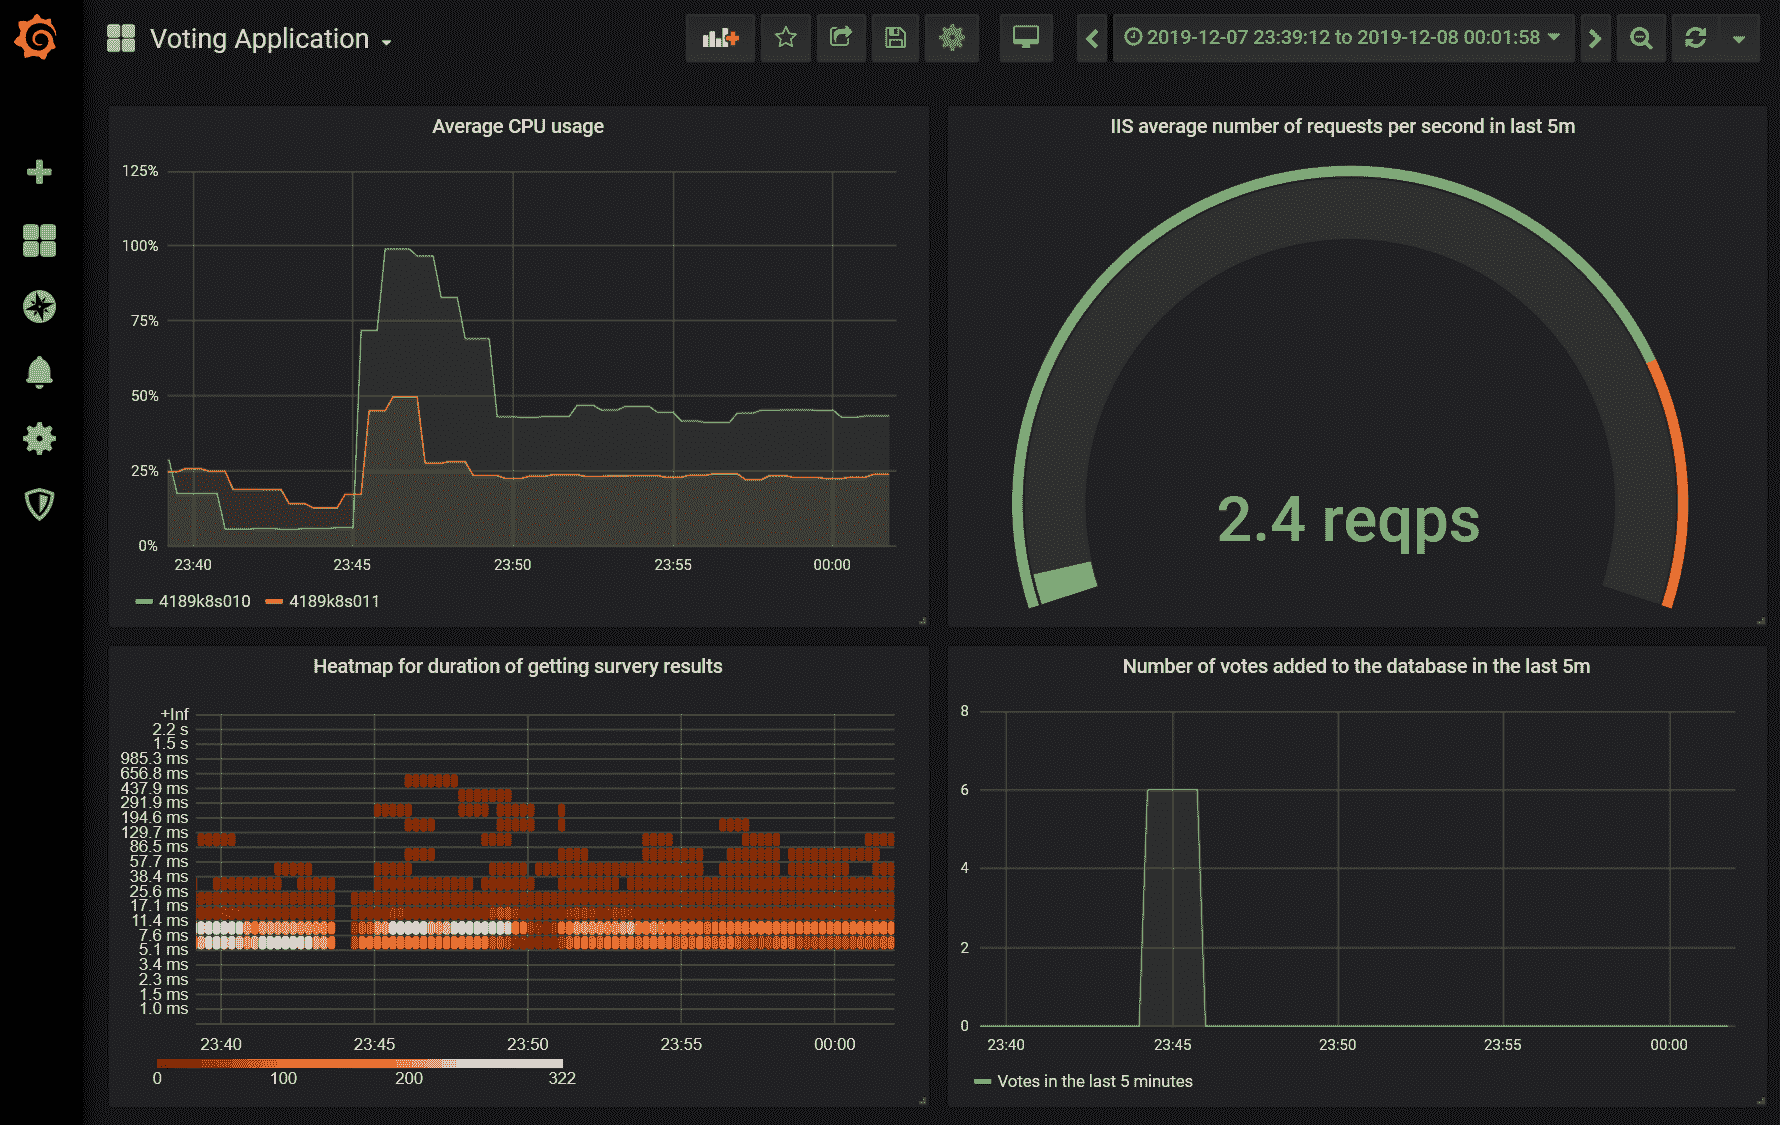 Voting Application
2019-12-07 23:39:12 to 2019-12-08 00:01:58
Average CPU usage
125%
100%
75%
50%
25%
0%
23:40 23:45 23:50 23:55 00:00
4189k8s010 4189k8s011
IIS average number of requests per second in last 5m
2.4 reqps
Heatmap for duration of getting survery results
+Inf
2.2 s
1.5 s
985.3 ms
656.8 ms
437.9 ms
291.9 ms
194.6 ms
129.7 ms
86.5 ms
57.7 ms
38.4 ms
25.6 ms
17.1 ms
11.4 ms
7.6 ms
5.1 ms
3.4 ms
2.3 ms
1.5 ms
1.0 ms
23:40 23:45 23:50 23:55 00:00
0 100 200 322
Number of votes added to the database in the last 5m
8
6
4
2
0
23:40 23:45 23:50 23:55 00:00
Votes in the last 5 minutes